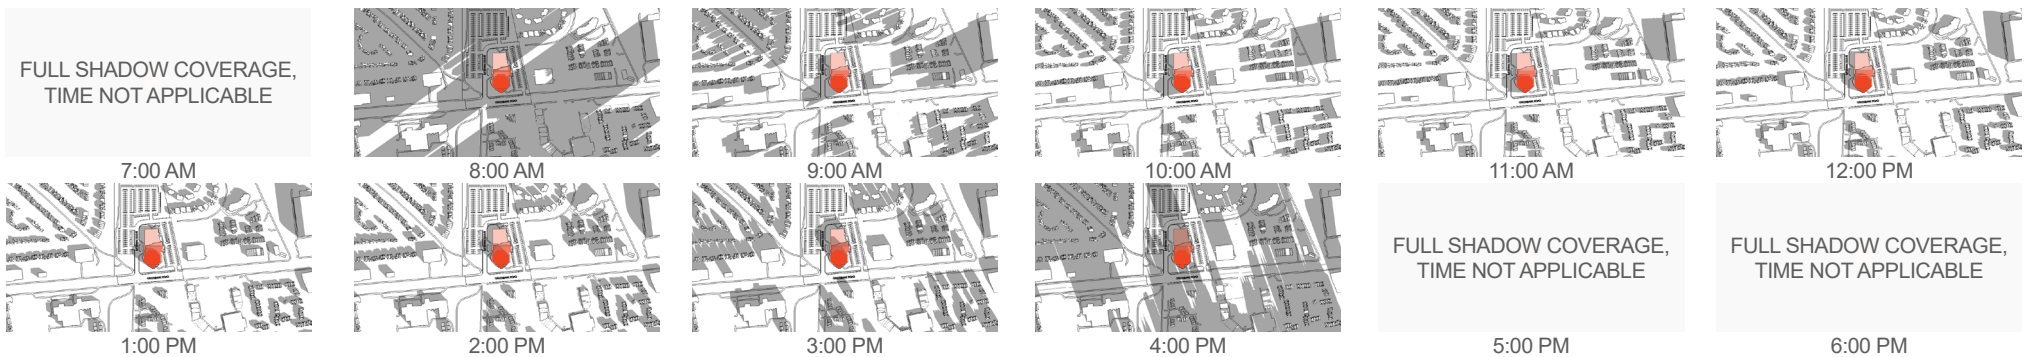 FULL SHADOW COVERAGE,
TIME NOT APPLICABLE
7:00 AM
8:00 AM
9:00 AM
10:00 AM
11:00 AM
12:00 PM
1:00 PM
2:00 PM
3:00 PM
4:00 PM
FULL SHADOW COVERAGE,
TIME NOT APPLICABLE
5:00 PM
FULL SHADOW COVERAGE,
TIME NOT APPLICABLE
6:00 PM